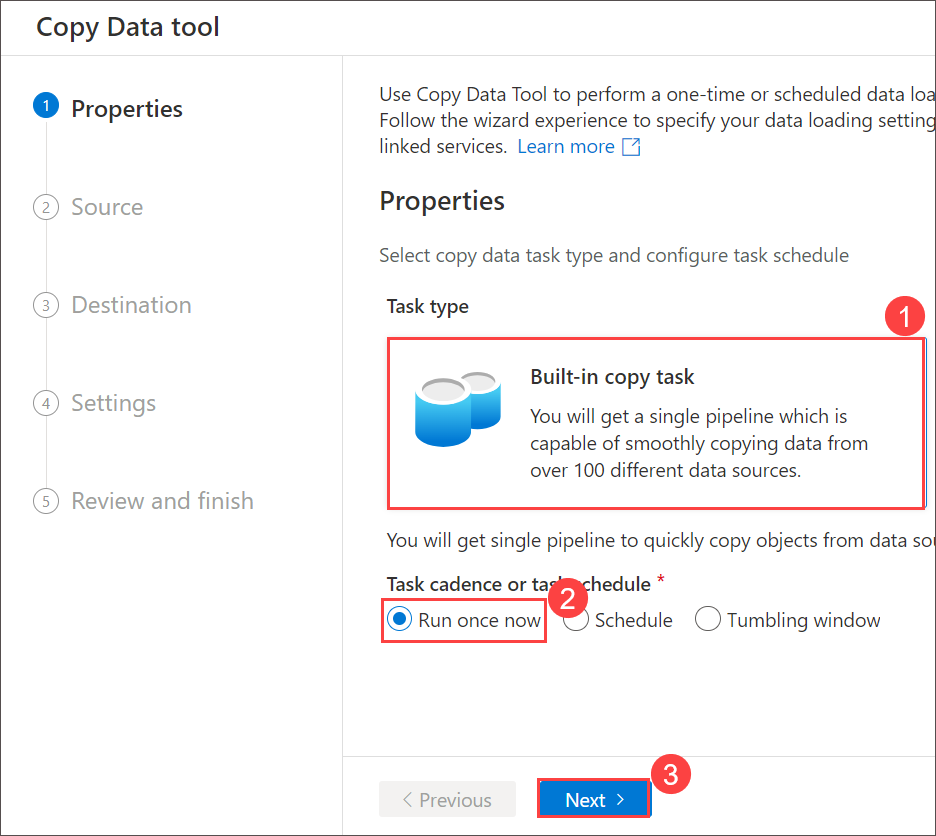 Copy Data tool
1 Properties
2 Source
3 Destination
4 Settings
5 Review and finish
Use Copy Data Tool to perform a one-time or scheduled data loa
Follow the wizard experience to specify your data loading setting
linked services. Learn more
Properties
Select copy data task type and configure task schedule
Task type
1
Built-in copy task
You will get a single pipeline which is
capable of smoothly copying data from
over 100 different data sources.
You will get single pipeline to quickly copy objects from data sou
Task cadence or task schedule *
2
Run once now Schedule Tumbling window
Previous Next
3